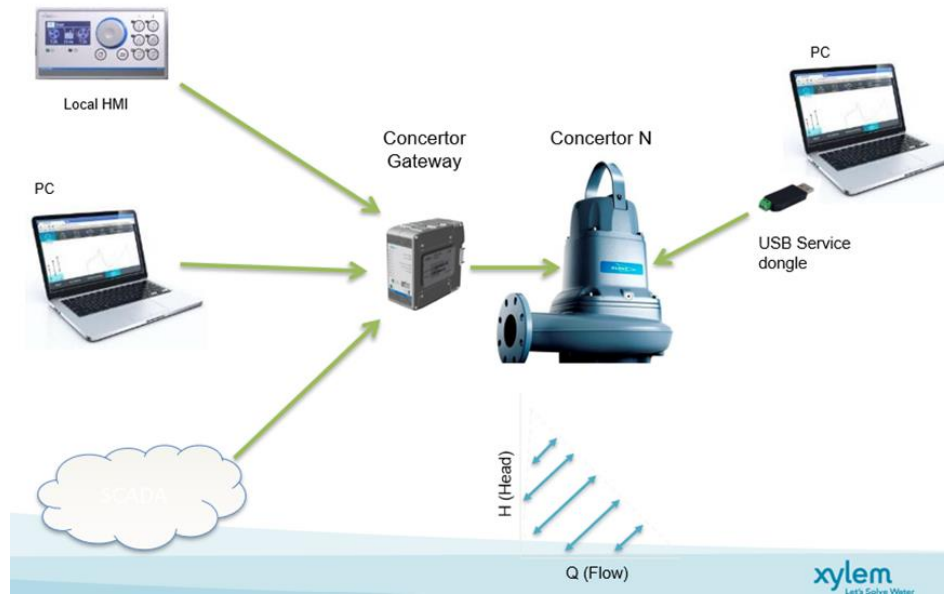 Local HMI
PC
Concertor
Gateway
Concertor N
PC
USB Service
dongle
SCADA
H (Head)
Q (Flow)
xylem
Let's Solve Water